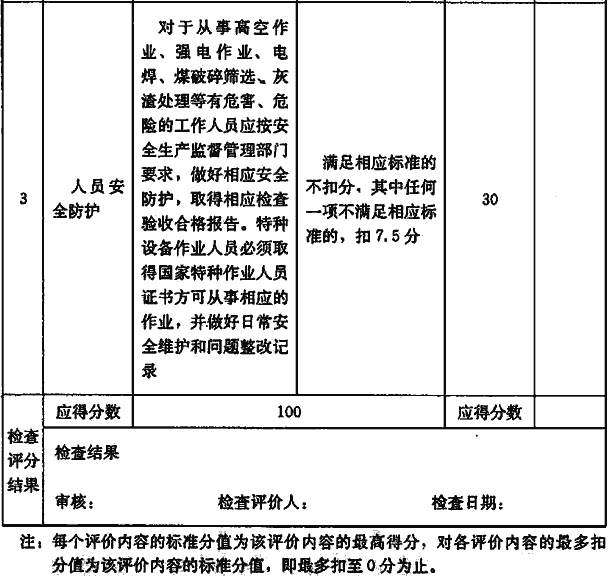 对于从事高空作
业、强电作业、电
焊、煤破碎筛选、灰
渣处理等有危害、危
险的工作人员应按安
全生产监督管理部门
要求，做好相应安全
防护，取得相应检查
验收合格报告。特种
设备作业人员必须取
得国家特种作业人员
证书方可从事相应的
作业，并做好日常安
全维护和问题整改记
录
3
人员安
全防护
满足相应标准的
不扣分，其中任何
一项不满足相应标
准的，扣7.5分
30
检查
评分
结果
应得分数
100
应得分数
检查结果
审核：
检查评价人：
检查日期：
注：每个评价内容的标准分值为该评价内容的最高得分，对各评价内容的最多扣
分值为该评价内容的标准分值，即最多扣至0分为止。